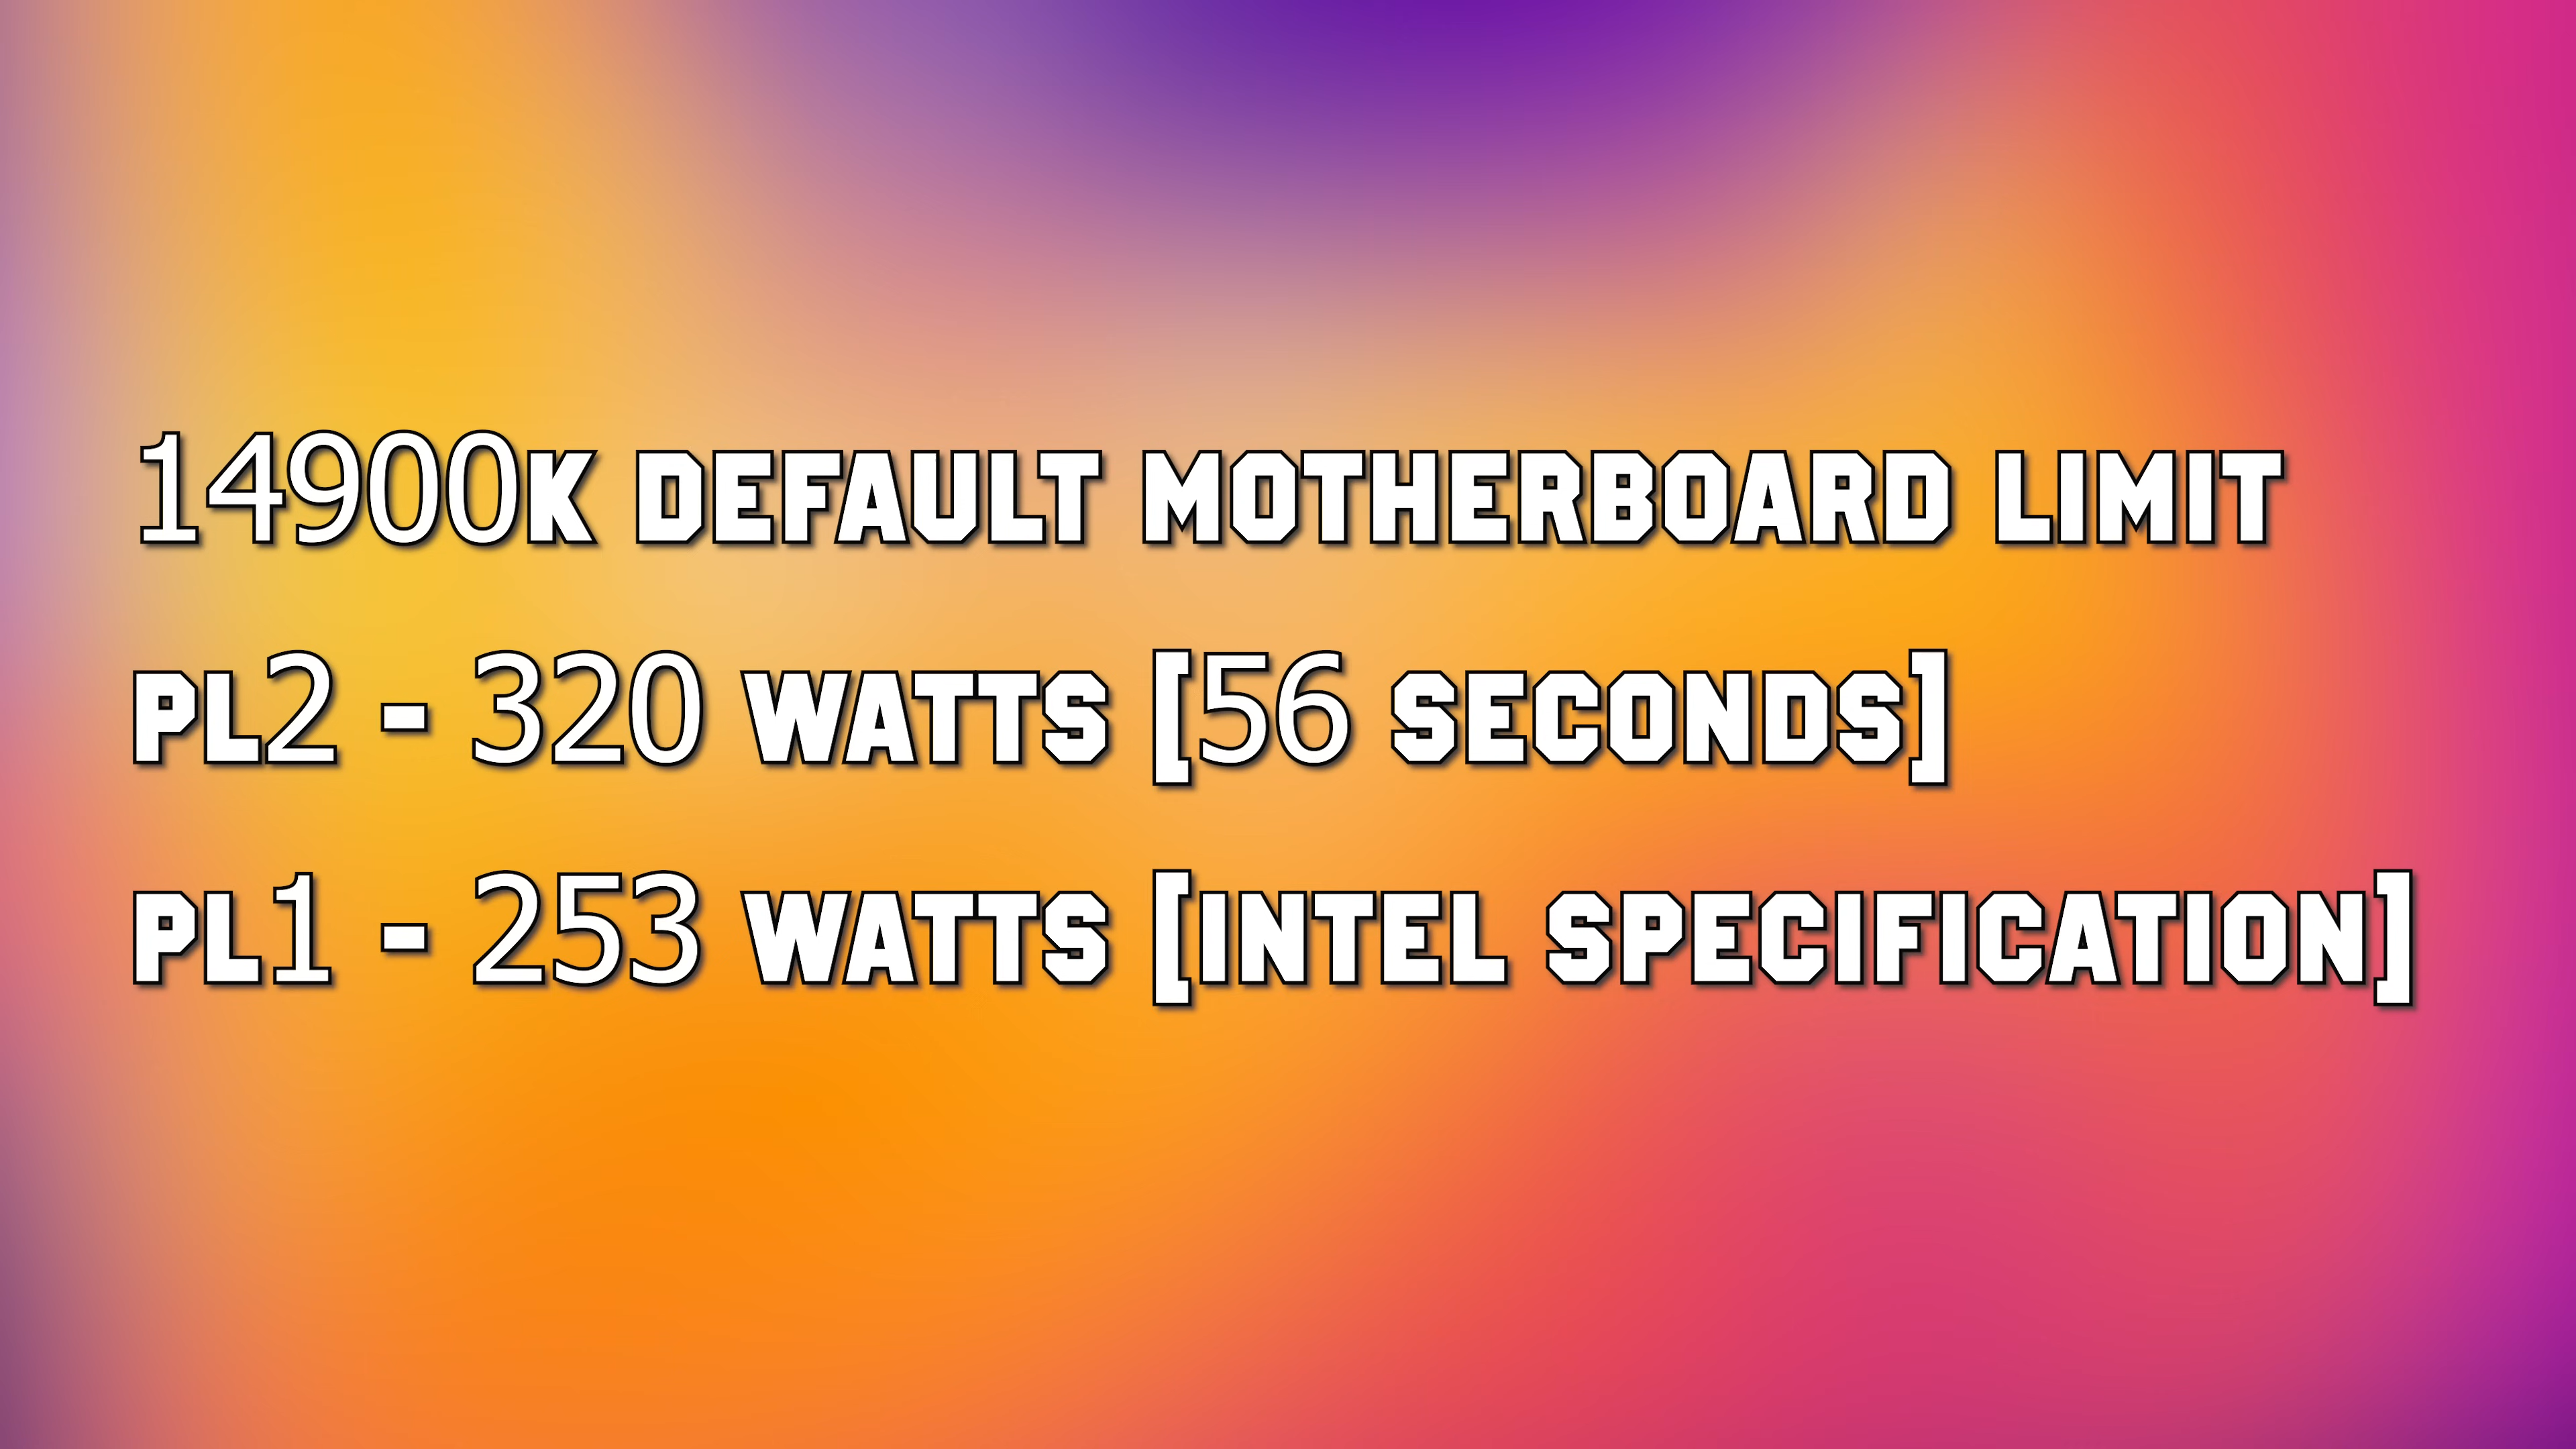 14900K DEFAULT MOTHERBOARD LIMIT
PL2 - 320 WATTS [56 SECONDS]
PL1 - 253 WATTS [INTEL SPECIFICATION]